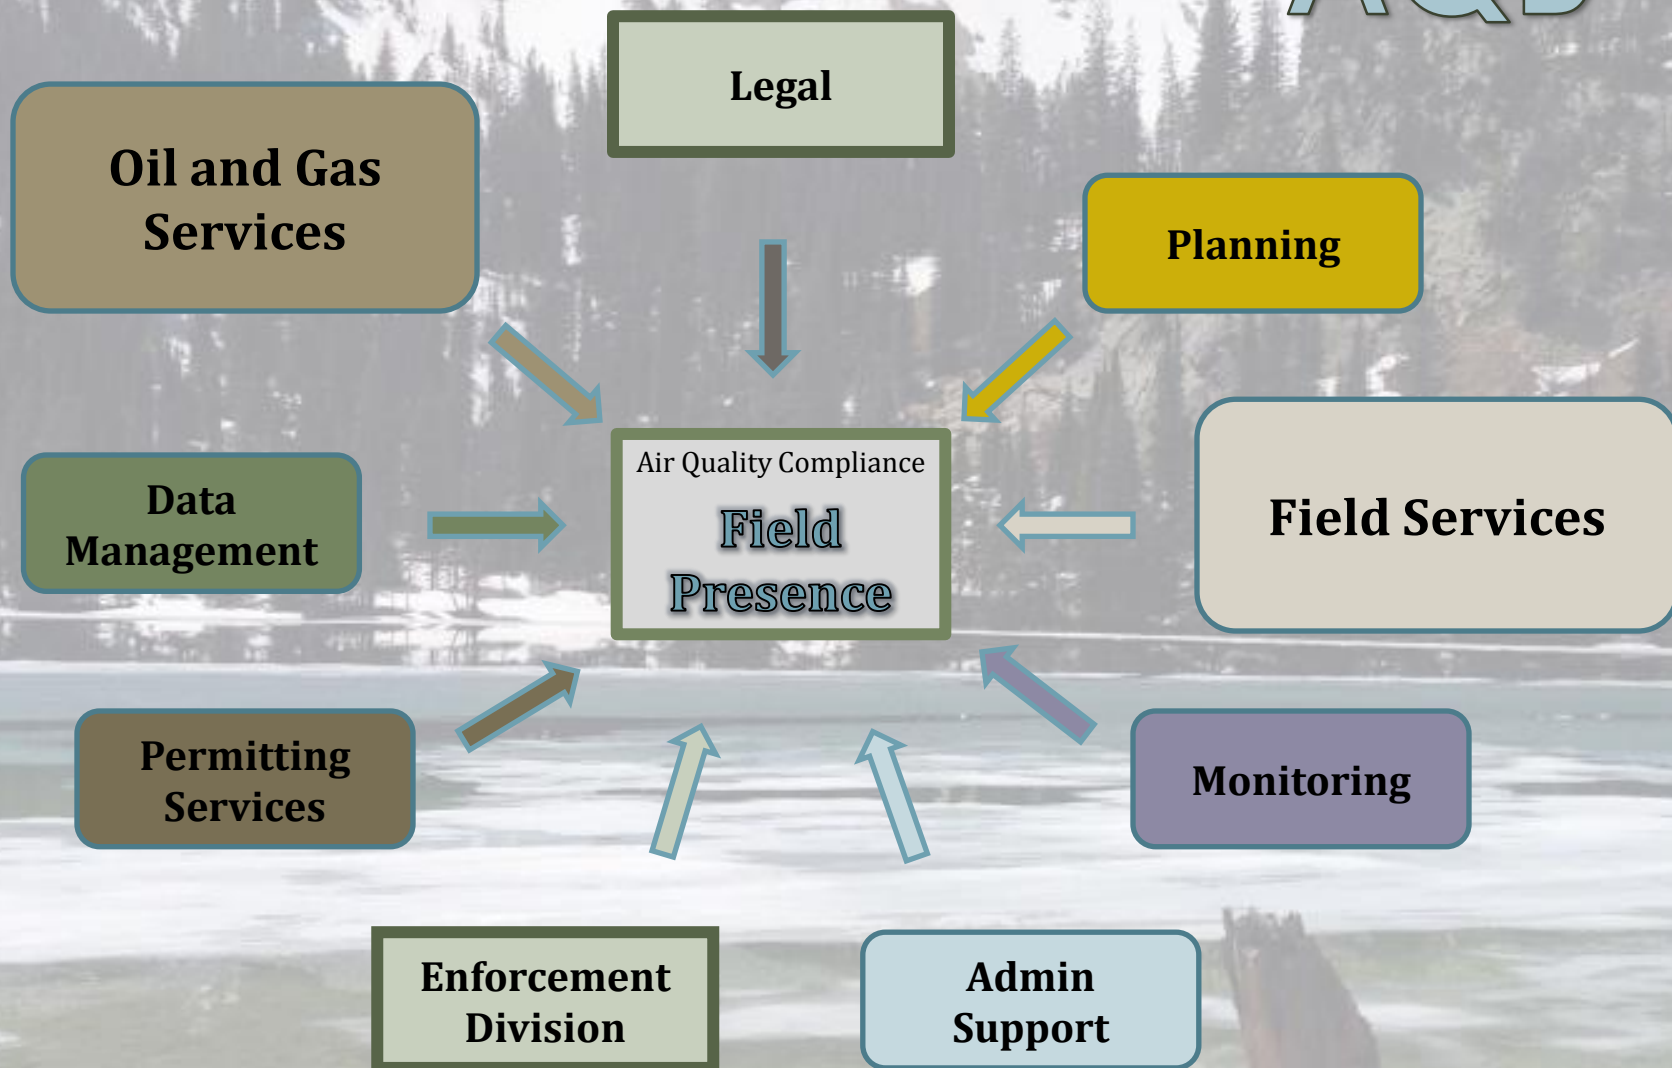 Legal
Oil and Gas
Services
Planning
Air Quality Compliance
Field
Presence
Data
Management
Field Services
Permitting
Services
Monitoring
Enforcement
Division
Admin
Support